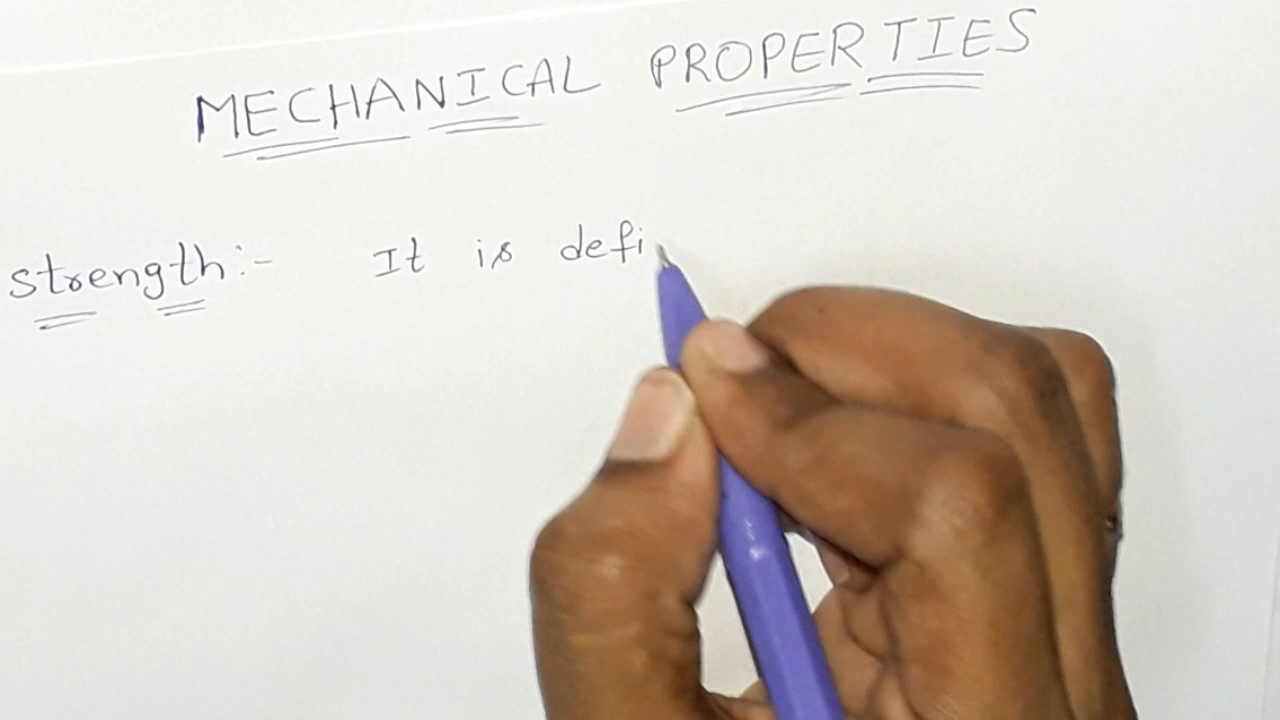 MECHANICAL PROPERTIES
strength:- It is defi